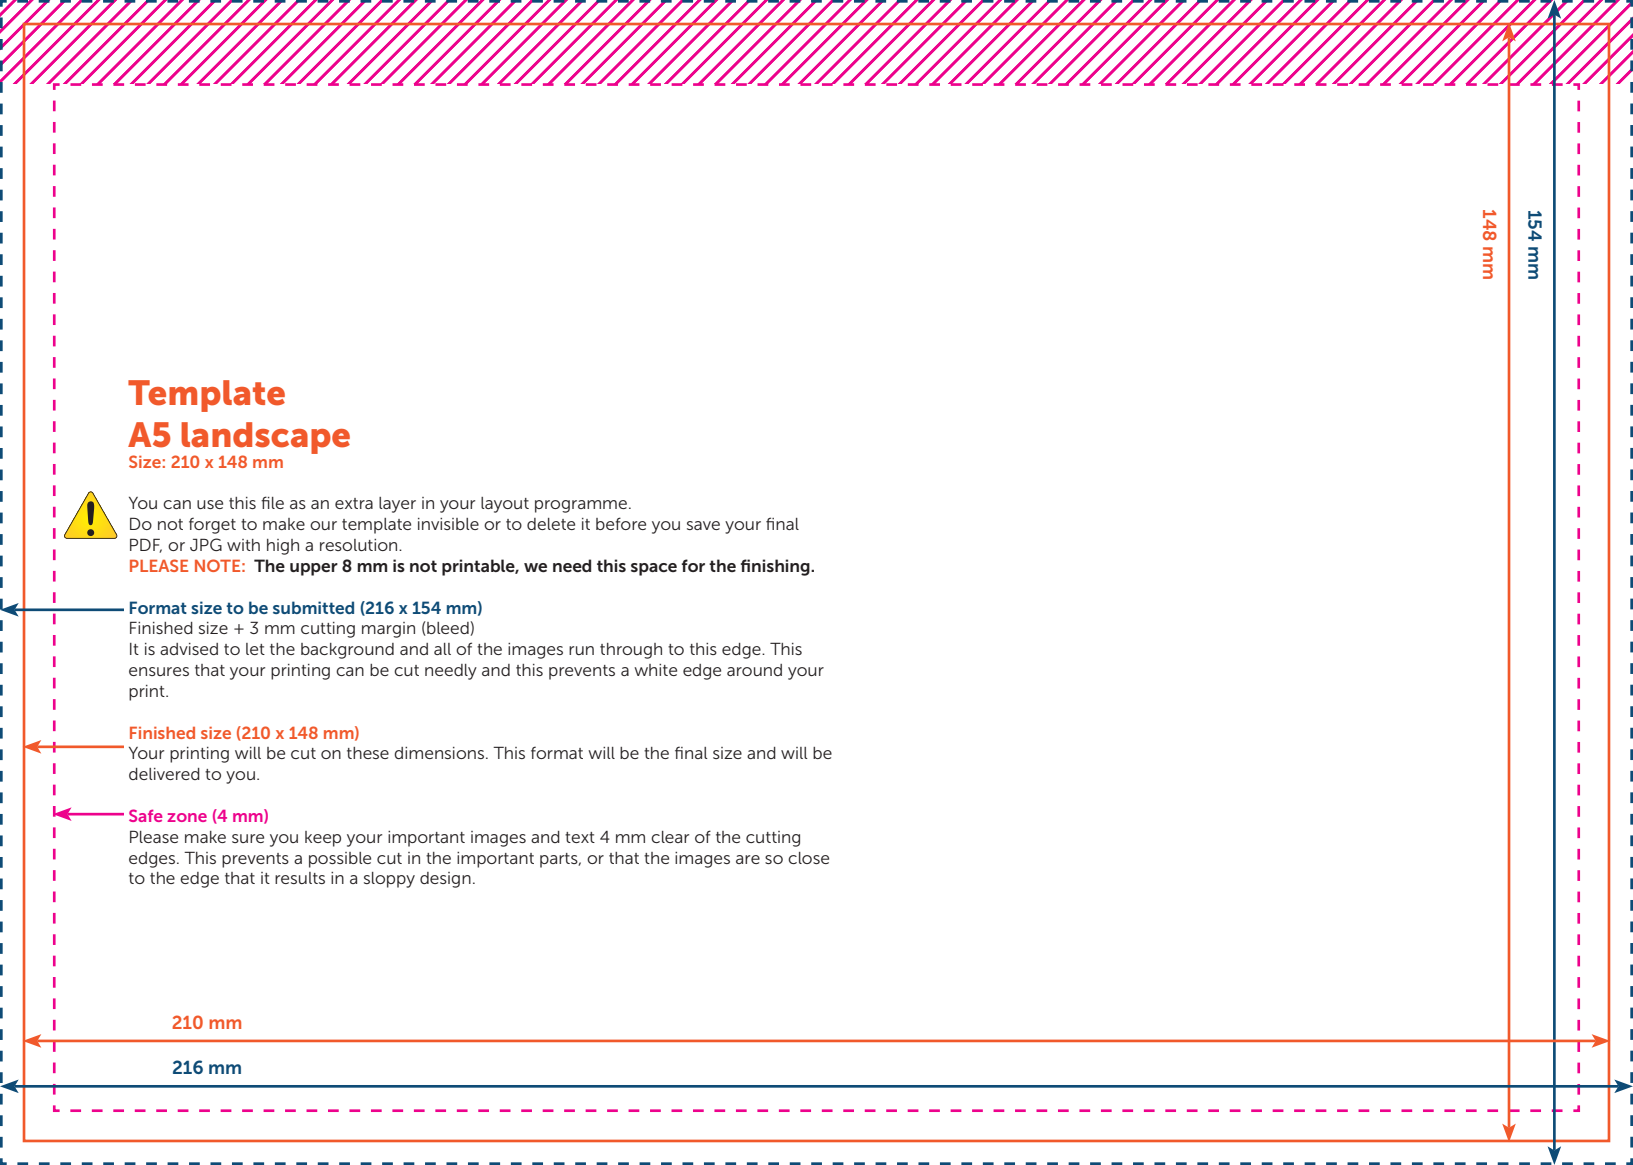 148 mm
154 mm
Template
A5 landscape
Size: 210 x 148 mm
You can use this file as an extra layer in your layout programme.
Do not forget to make our template invisible or to delete it before you save your final
PDF, or JPG with high a resolution.
PLEASE NOTE: The upper 8 mm is not printable, we need this space for the finishing.
Format size to be submitted (216 x 154 mm)
Finished size + 3 mm cutting margin (bleed)
It is advised to let the background and all of the images run through to this edge. This
ensures that your printing can be cut needly and this prevents a white edge around your
print.
Finished size (210 x 148 mm)
Your printing will be cut on these dimensions. This format will be the final size and will be
delivered to you.
Safe zone (4 mm)
Please make sure you keep your important images and text 4 mm clear of the cutting
edges. This prevents a possible cut in the important parts, or that the images are so close
to the edge that it results in a sloppy design.
210 mm
216 mm